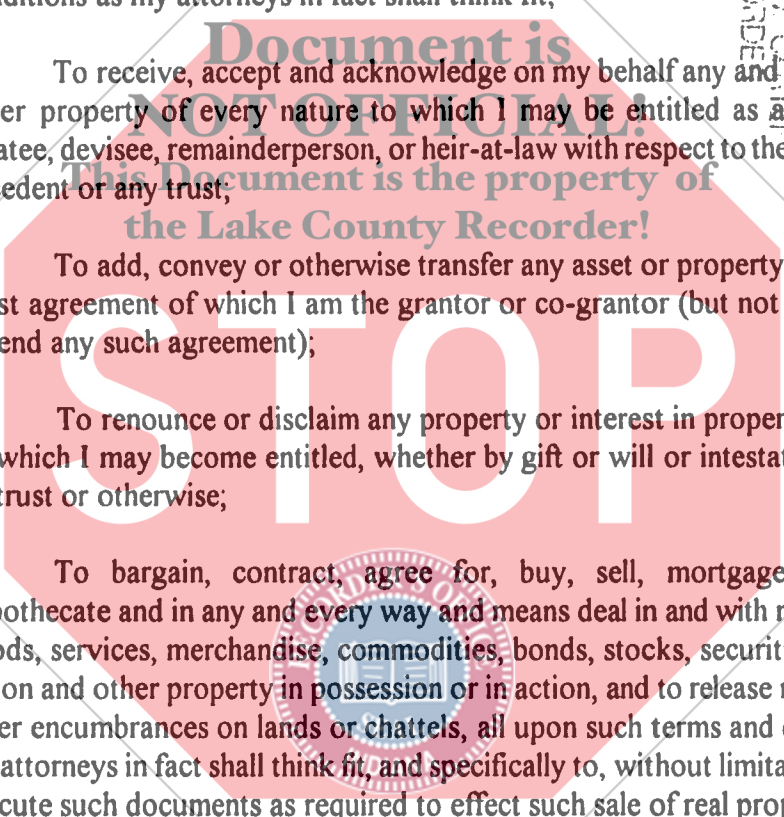 ditions as my attorneys in fact shall think fit;
Document is
To receive, accept and acknowledge on my behalf any and
NOT OFFICIAL!
er property of every nature to which I may be entitled as a
atee, devisee, remainderperson, or heir-at-law with respect to the
This Document is the property of
edent or any trust;
the Lake County Recorder!
To add, convey or otherwise transfer any asset or property
st agreement of which I am the grantor or co-grantor (but not
end any such agreement);
STOP
To renounce or disclaim any property or interest in proper
which I may become entitled, whether by gift or will or intestat
trust or otherwise;
To bargain, contract, agree for, buy, sell, mortgage
pothecate and in any and every way and means deal in and with
ods, services, merchandise, commodities, bonds, stocks, securit
RECORDER'S OFFICE
on and other property in possession or in action, and to release
er encumbrances on lands or chattels, all upon such terms and
attorneys in fact shall think fit, and specifically to, without limita
INDIANA
cute such documents as required to effect such sale of real prop